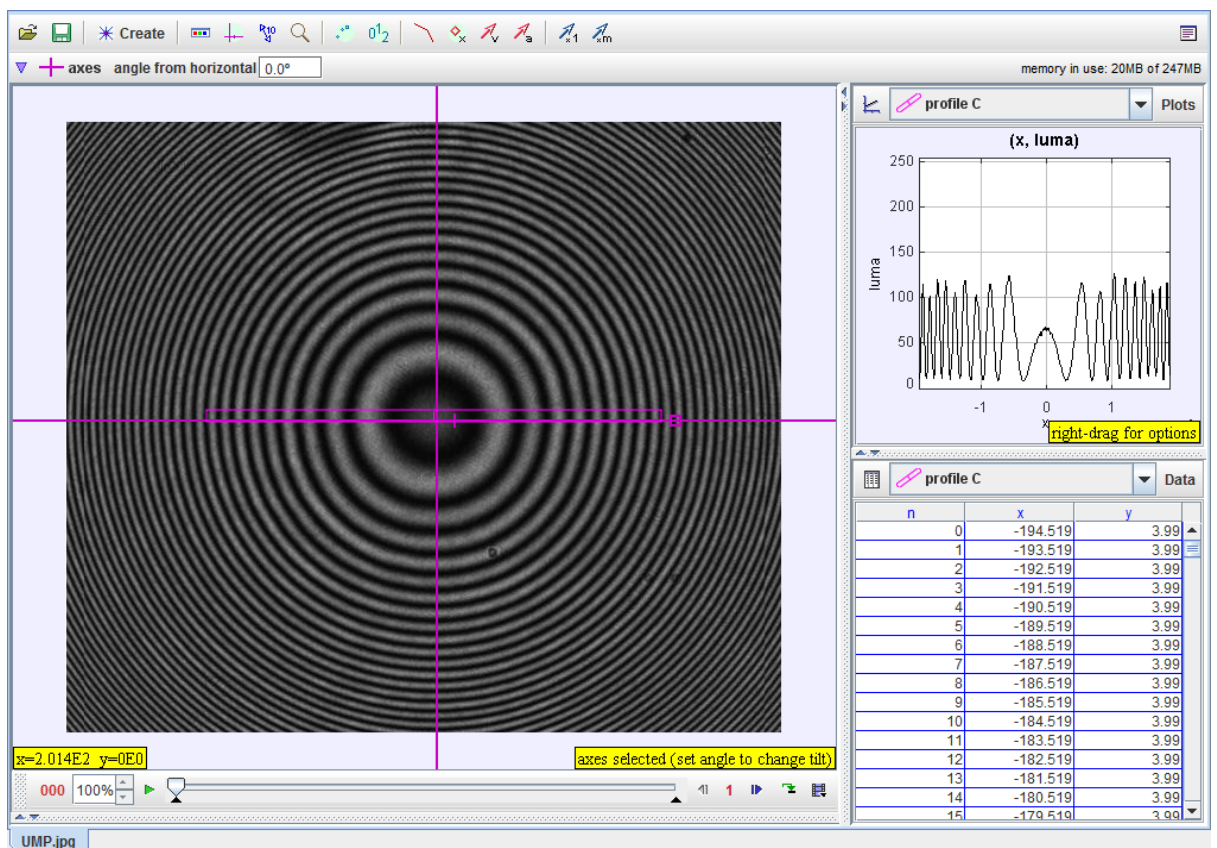 Create
axes angle from horizontal 0.0º
memory in use: 20MB of 247MB
profile C
Plots
(x, luma)
250
200
150
100
50
0
luma
-1 0 1
x
right-drag for options
profile C
Data
n x y
0 -194.519 3.99
1 -193.519 3.99
2 -192.519 3.99
3 -191.519 3.99
4 -190.519 3.99
5 -189.519 3.99
6 -188.519 3.99
7 -187.519 3.99
8 -186.519 3.99
9 -185.519 3.99
10 -184.519 3.99
11 -183.519 3.99
12 -182.519 3.99
13 -181.519 3.99
14 -180.519 3.99
15 -179.519 3.99
x=2.014E2 y=0E0
axes selected (set angle to change tilt)
000 100% 1
UMP.jpg